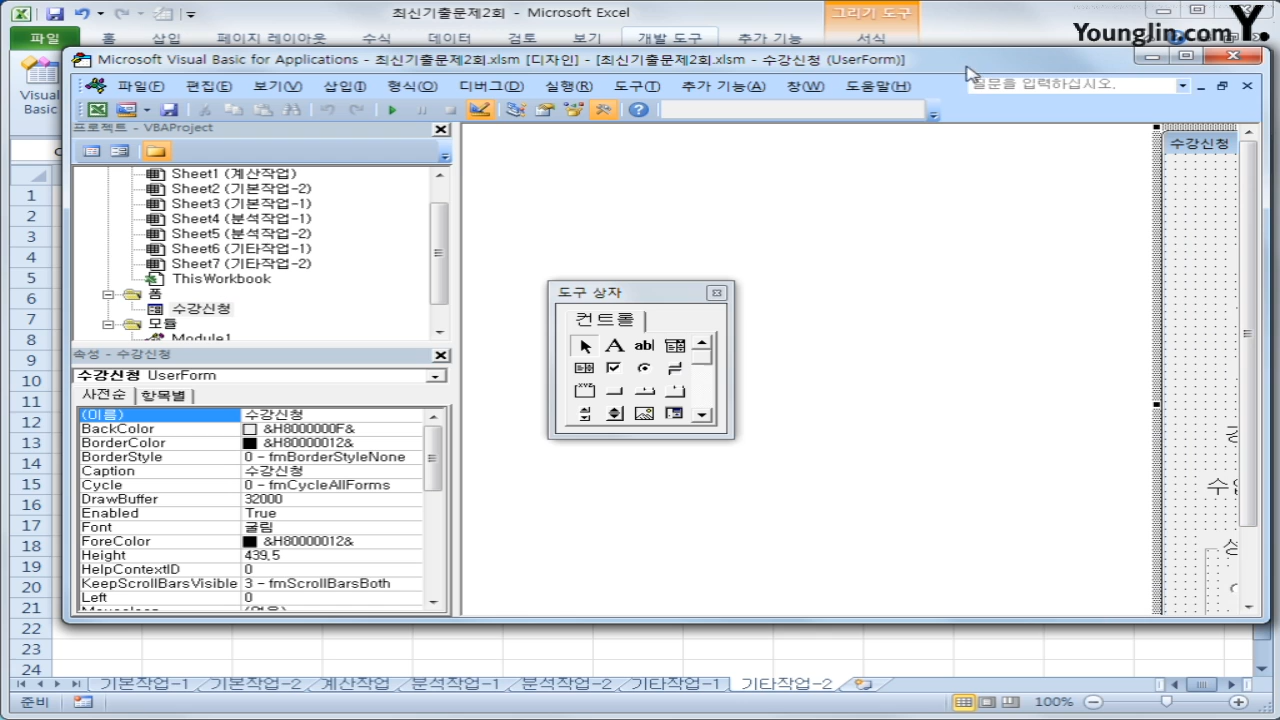 최신기출문제2회 - Microsoft Excel
그리기 도구
파일 홈 삽입 페이지 레이아웃 수식 데이터 검토 보기 개발 도구 추가 기능 서식
Younglin.com Y.
Microsoft Visual Basic for Applications - 최신기출문제2회.xlsm [디자인] - [최신기출문제2회.xlsm - 수강신청 (UserForm)]
파일(F) 편집(E) 보기(V) 삽입(I) 형식(O) 디버그(D) 실행(R) 도구(T) 추가 기능(A) 창(W) 도움말(H)
질문을 입력하십시오.
Visual
Basic
프로젝트 - VBAProject
Sheet1 (계산작업)
Sheet2 (기본작업-2)
Sheet3 (기본작업-1)
Sheet4 (분석작업-1)
Sheet5 (분석작업-2)
Sheet6 (기타작업-1)
Sheet7 (기타작업-2)
ThisWorkbook
폼
수강신청
모듈
Module1
속성 - 수강신청
수강신청 UserForm
사전순 항목별
(이름) 수강신청
BackColor &H8000000F&
BorderColor &H80000012&
BorderStyle 0 - fmBorderStyleNone
Caption 수강신청
Cycle 0 - fmCycleAllForms
DrawBuffer 32000
Enabled True
Font 굴림
ForeColor &H80000012&
Height 439,5
HelpContextID 0
KeepScrollBarsVisible 3 - fmScrollBarsBoth
Left 0
MouseIcon (없음)
도구 상자
컨트롤
A abl
xyz
수강신청
1
2
3
4
5
6
7
8
9
10
11
12
13
14
15
16
17
18
19
20
21
22
23
24
기본작업-1 기본작업-2 계산작업 분석작업-1 분석작업-2 기타작업-1 기타작업-2
준비
100%